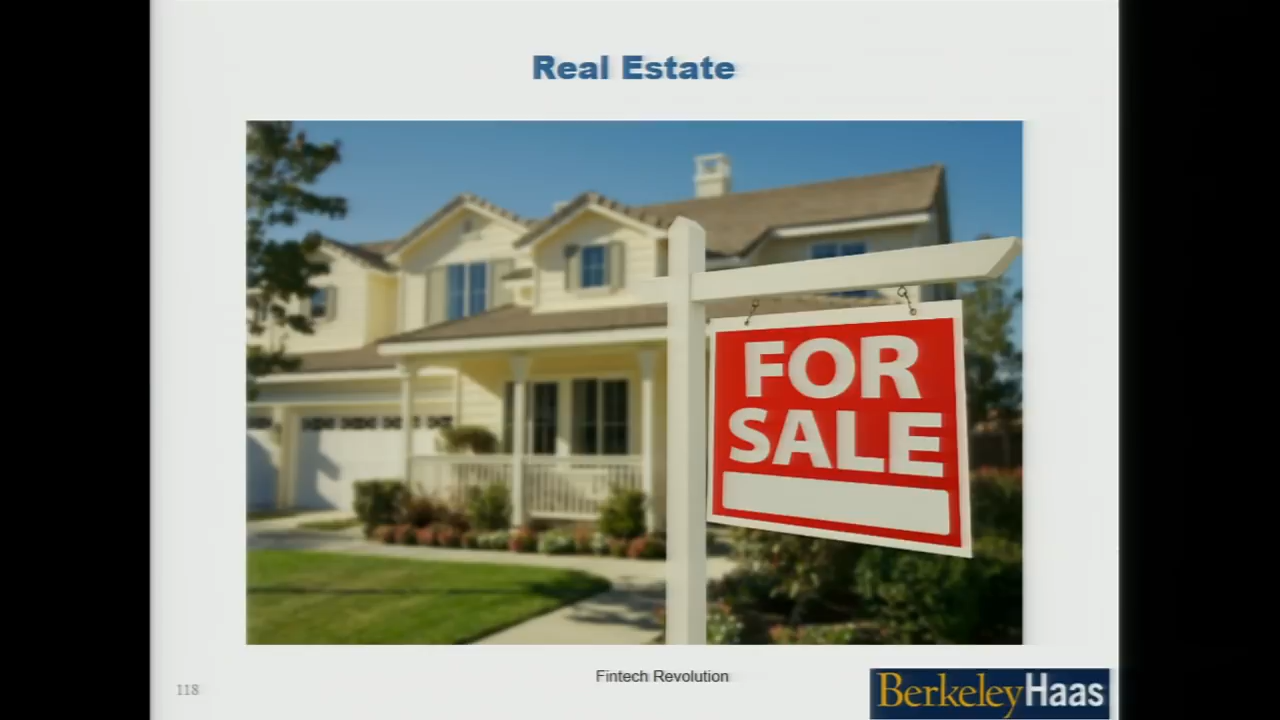 Real Estate
FOR
SALE
Fintech Revolution
118
BerkeleyHaas